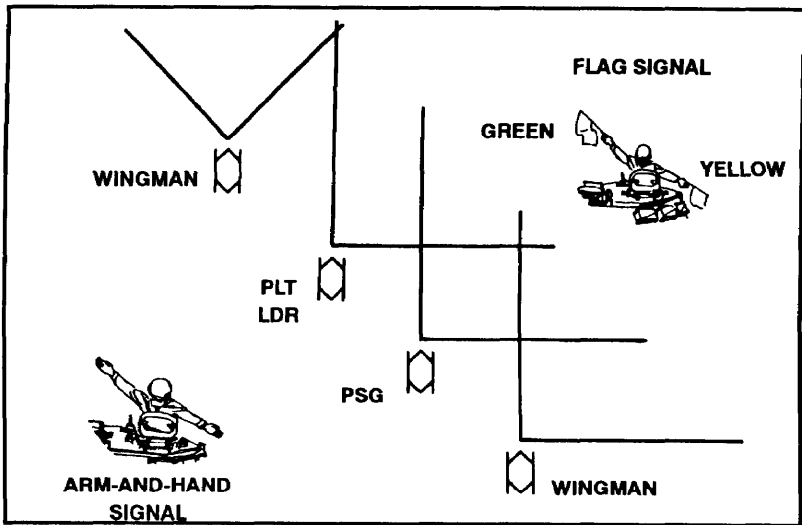 FLAG SIGNAL
GREEN
YELLOW
WINGMAN
PLT
LDR
PSG
WINGMAN
ARM-AND-HAND
SIGNAL